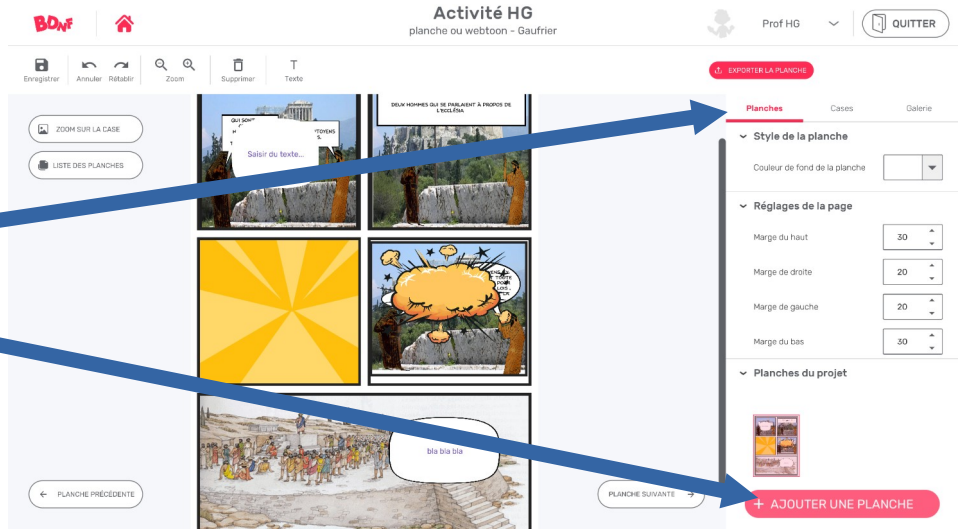 BDnF
Activité HG
planche ou webtoon - Gaufrier
Prof HG
QUITTER
Enregistrer
Annuler
Rétablir
Zoom
Supprimer
T
Texte
EXPORTER LA PLANCHE
ZOOM SUR LA CASE
LISTE DES PLANCHES
QUI SONT
Saisir du texte...
DEUX HOMMES QUI SE PARLAIENT À PROPOS DE
L'ECCLÉSIA
bla bla bla
← PLANCHE PRÉCÉDENTE
PLANCHE SUIVANTE →
Planches
Cases
Galerie
Style de la planche
Couleur de fond de la planche
Réglages de la page
Marge du haut
30
Marge de droite
20
Marge de gauche
20
Marge du bas
30
Planches du projet
+ AJOUTER UNE PLANCHE